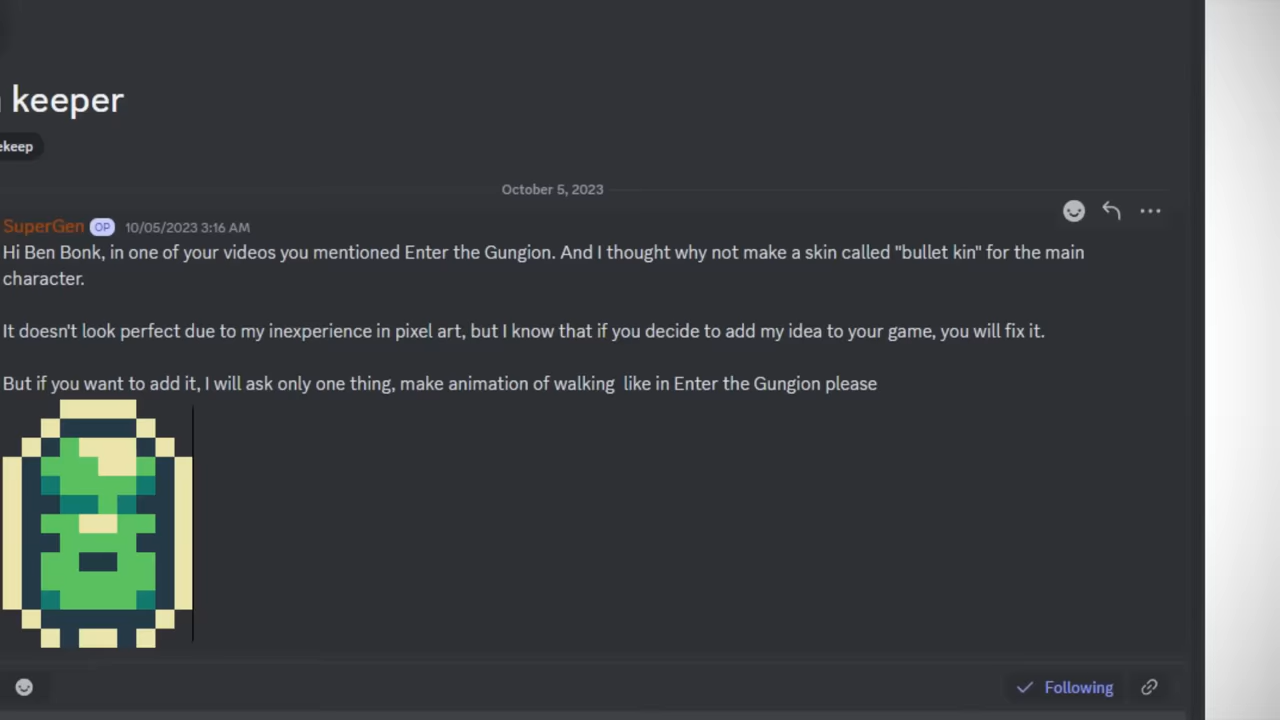 keeper
ekeep
October 5, 2023
SuperGen OP 10/05/2023 3:16 AM
Hi Ben Bonk, in one of your videos you mentioned Enter the Gungion. And I thought why not make a skin called "bullet kin" for the main
character.
It doesn't look perfect due to my inexperience in pixel art, but I know that if you decide to add my idea to your game, you will fix it.
But if you want to add it, I will ask only one thing, make animation of walking  like in Enter the Gungion please
Following